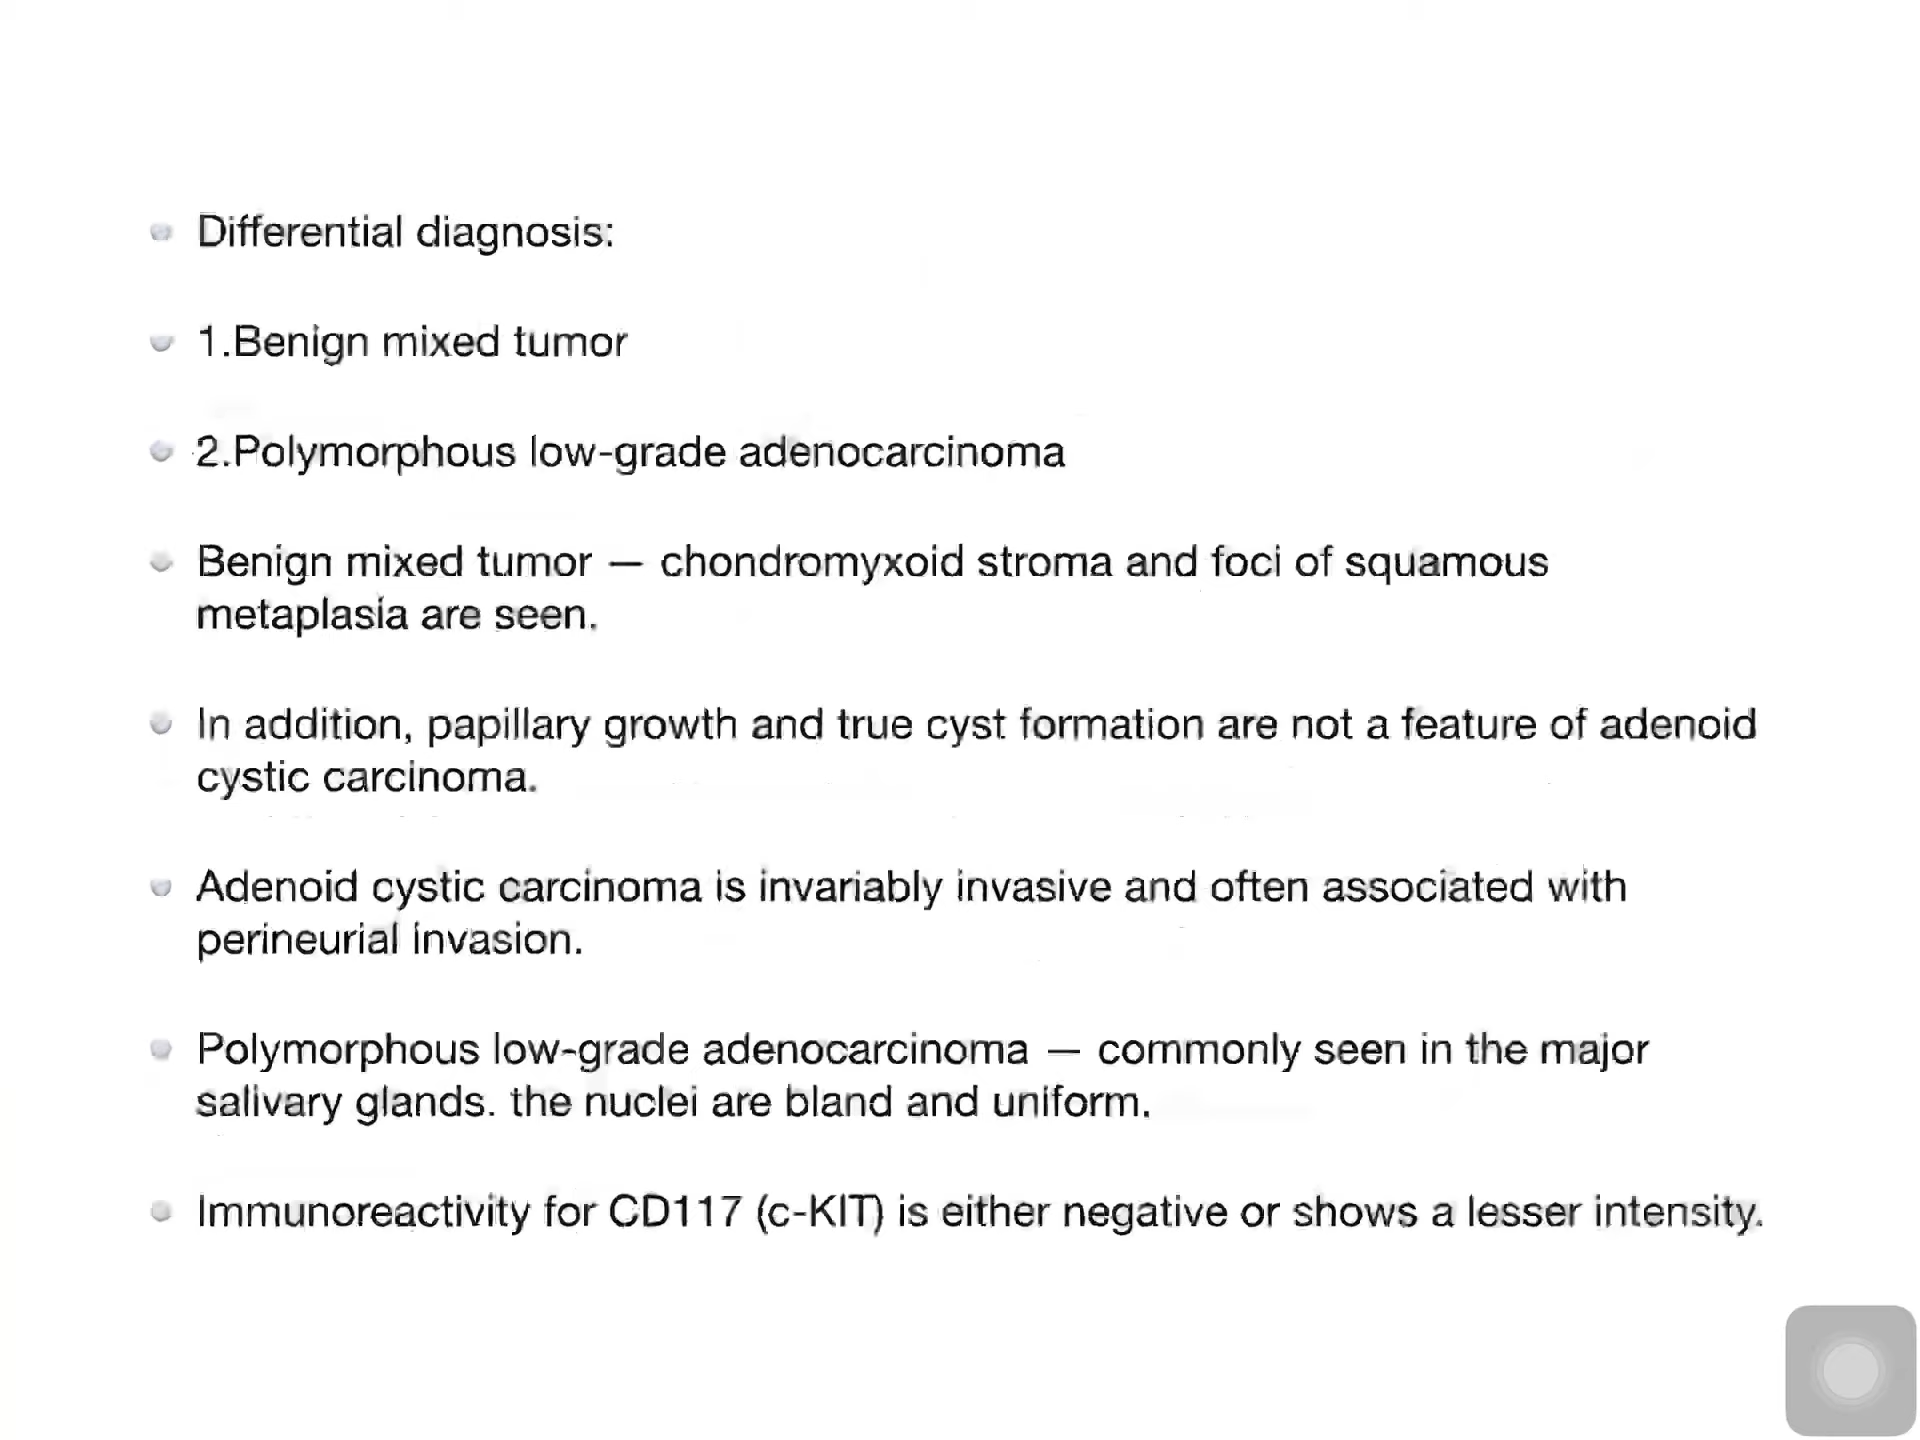 Differential diagnosis:
1.Benign mixed tumor
2.Polymorphous low-grade adenocarcinoma
Benign mixed tumor — chondromyxoid stroma and foci of squamous
metaplasia are seen.
In addition, papillary growth and true cyst formation are not a feature of adenoid
cystic carcinoma.
Adenoid cystic carcinoma is invariably invasive and often associated with
perineurial invasion.
Polymorphous low-grade adenocarcinoma — commonly seen in the major
salivary glands. the nuclei are bland and uniform.
Immunoreactivity for CD117 (c-KIT) is either negative or shows a lesser intensity.